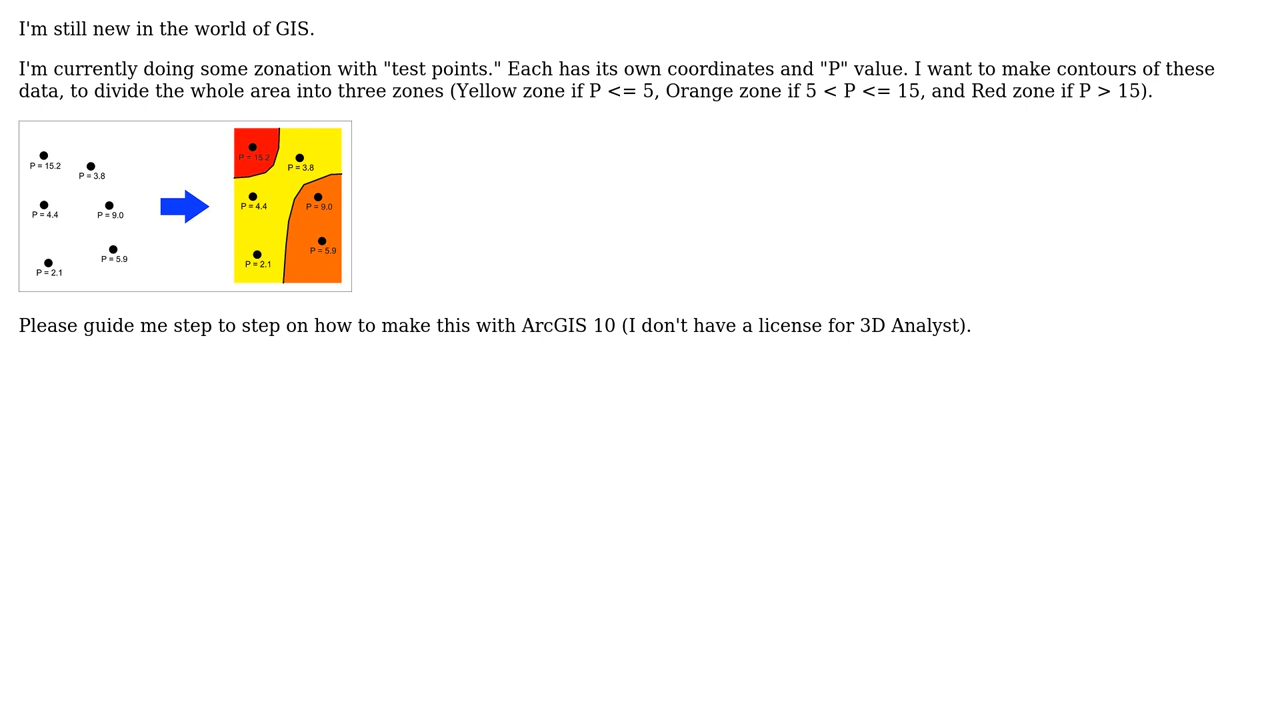 I'm still new in the world of GIS.
I'm currently doing some zonation with "test points." Each has its own coordinates and "P" value. I want to make contours of these
data, to divide the whole area into three zones (Yellow zone if P <= 5, Orange zone if 5 < P <= 15, and Red zone if P > 15).
P = 15.2
P = 3.8
P = 4.4
P = 9.0
P = 5.9
P = 2.1
P = 15.2
P = 3.8
P = 4.4
P = 9.0
P = 5.9
P = 2.1
Please guide me step to step on how to make this with ArcGIS 10 (I don't have a license for 3D Analyst).